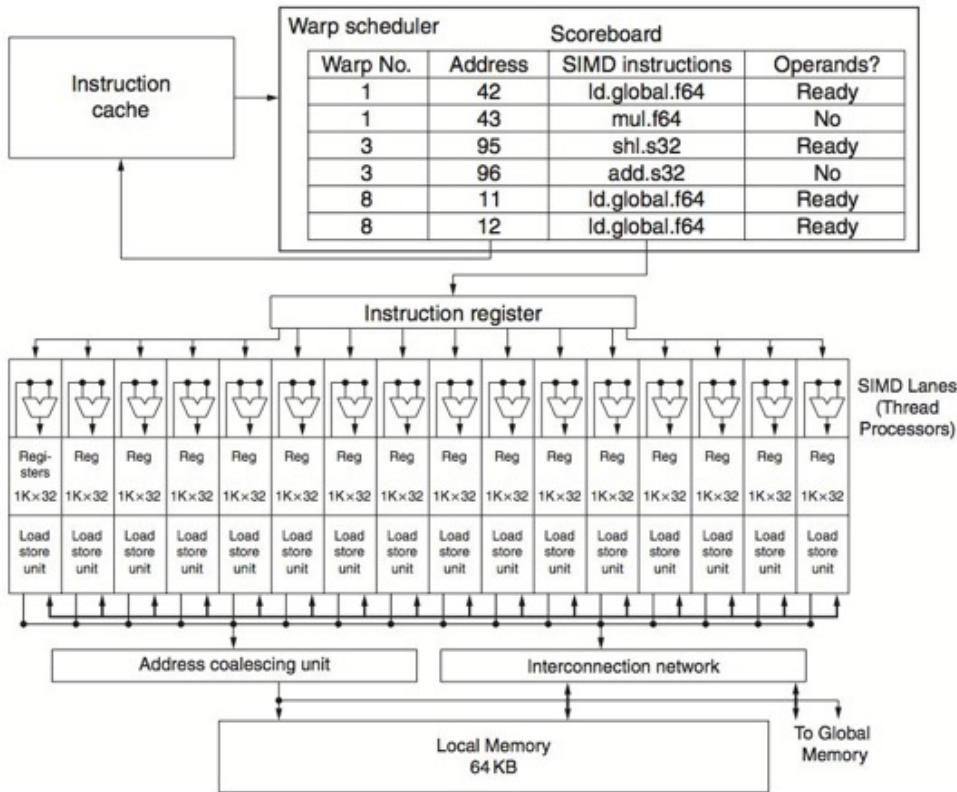 Warp scheduler
Scoreboard
Instruction
cache
Warp No. Address SIMD instructions Operands?
1 42 ld.global.f64 Ready
1 43 mul.f64 No
3 95 shl.s32 Ready
3 96 add.s32 No
8 11 ld.global.f64 Ready
8 12 ld.global.f64 Ready
Instruction register
SIMD Lanes
(Thread
Processors)
Regi- Reg Reg Reg Reg Reg Reg Reg Reg Reg Reg Reg Reg Reg Reg Reg
sters
1K×32 1K×32 1K×32 1K×32 1K×32 1K×32 1K×32 1K×32 1K×32 1K×32 1K×32 1K×32 1K×32 1K×32 1K×32 1K×32
Load Load Load Load Load Load Load Load Load Load Load Load Load Load Load Load
store store store store store store store store store store store store store store store store
unit unit unit unit unit unit unit unit unit unit unit unit unit unit unit unit
Address coalescing unit
Interconnection network
Local Memory
64 KB
To Global
Memory